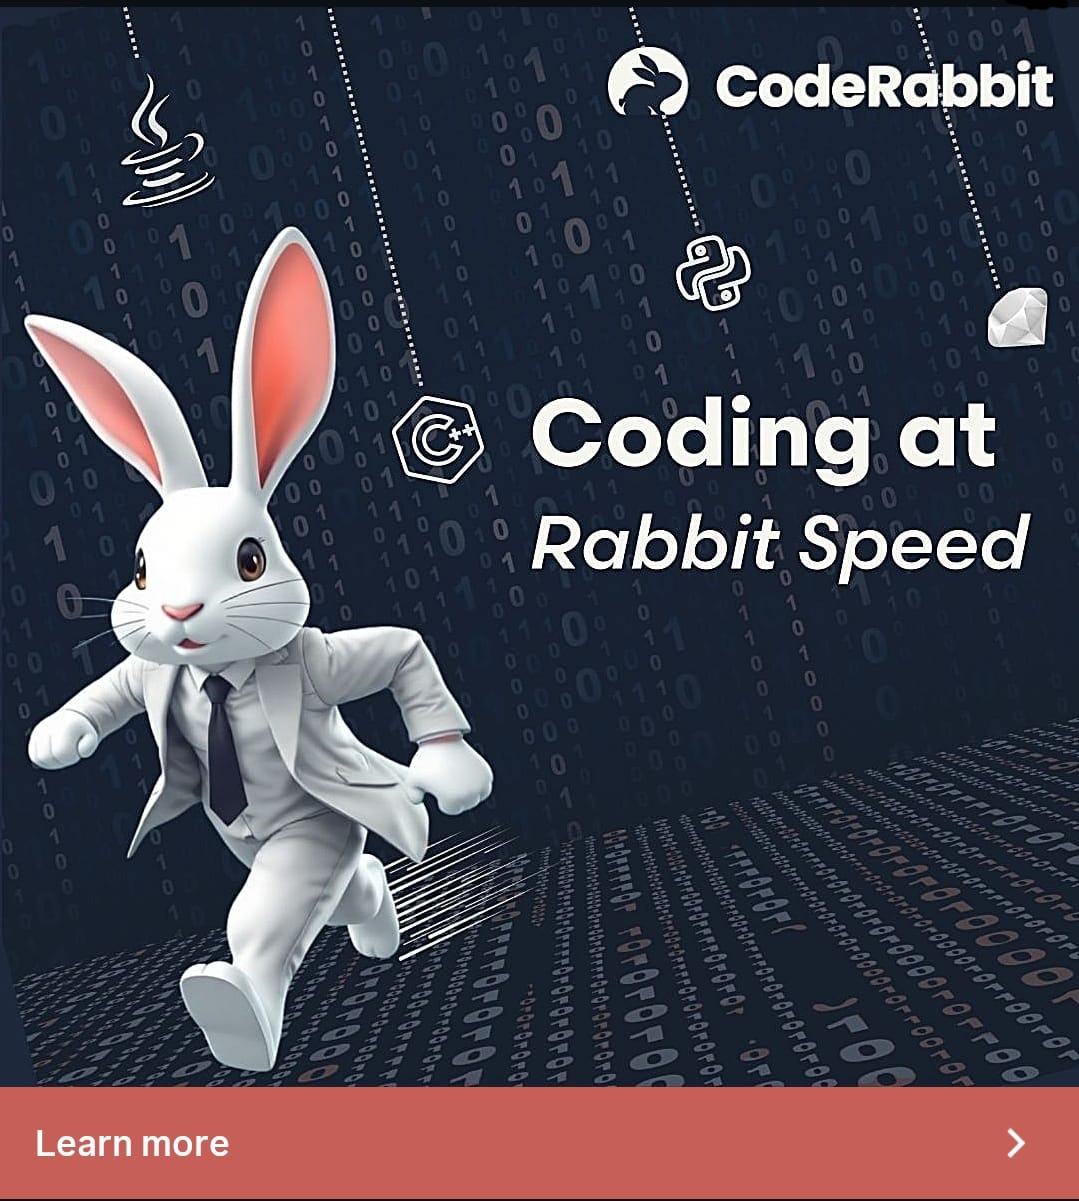 CodeRabbit
C++
Coding at
Rabbit Speed
Learn more